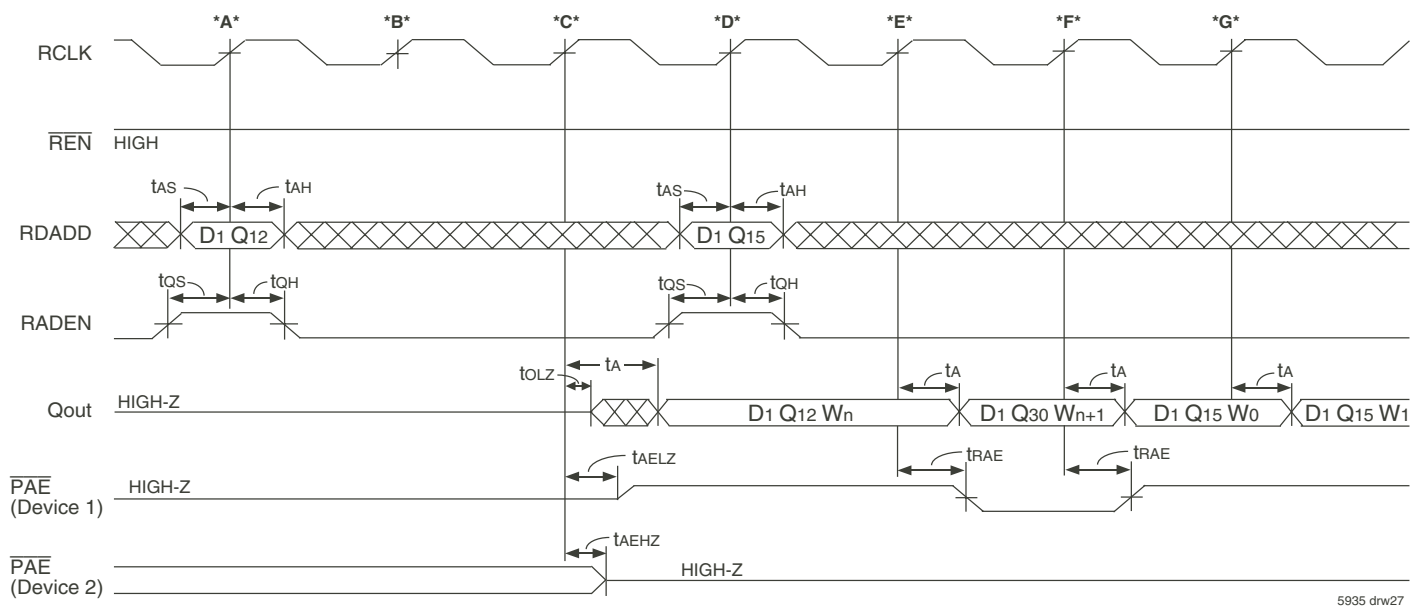 *A* *B* *C* *D* *E* *F* *G*
RCLK
REN HIGH
tAS tAH tAS tAH
RDADD D1 Q12 D1 Q15
tQS tQH tQS tQH
RADEN
tOLZ tA tA tA tA
Qout HIGH-Z D1 Q12 Wn D1 Q30 Wn+1 D1 Q15 W0 D1 Q15 W1
tAELZ tRAE tRAE
PAE HIGH-Z
(Device 1)
tAEHZ
PAE HIGH-Z
(Device 2)
5935 drw27